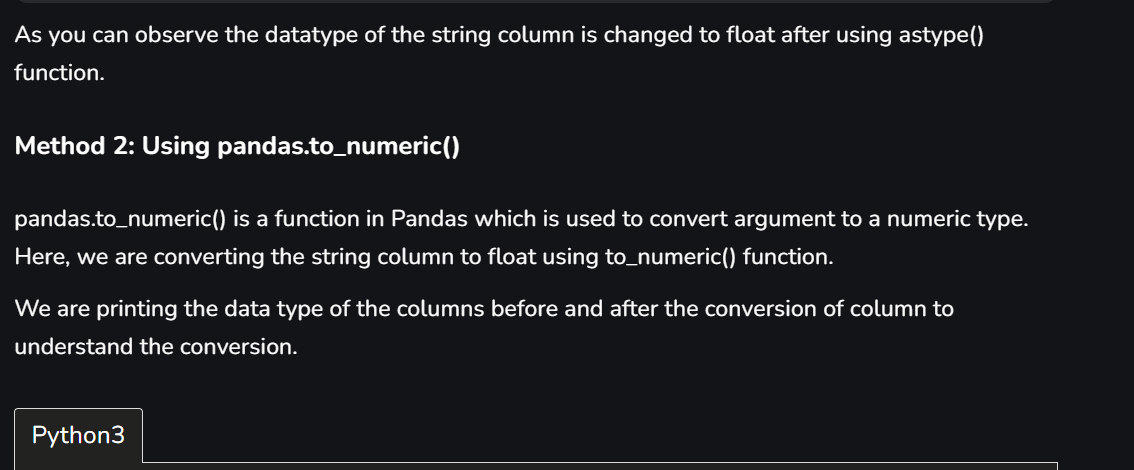 As you can observe the datatype of the string column is changed to float after using astype()
function.
Method 2: Using pandas.to_numeric()
pandas.to_numeric() is a function in Pandas which is used to convert argument to a numeric type.
Here, we are converting the string column to float using to_numeric() function.
We are printing the data type of the columns before and after the conversion of column to
understand the conversion.
Python3